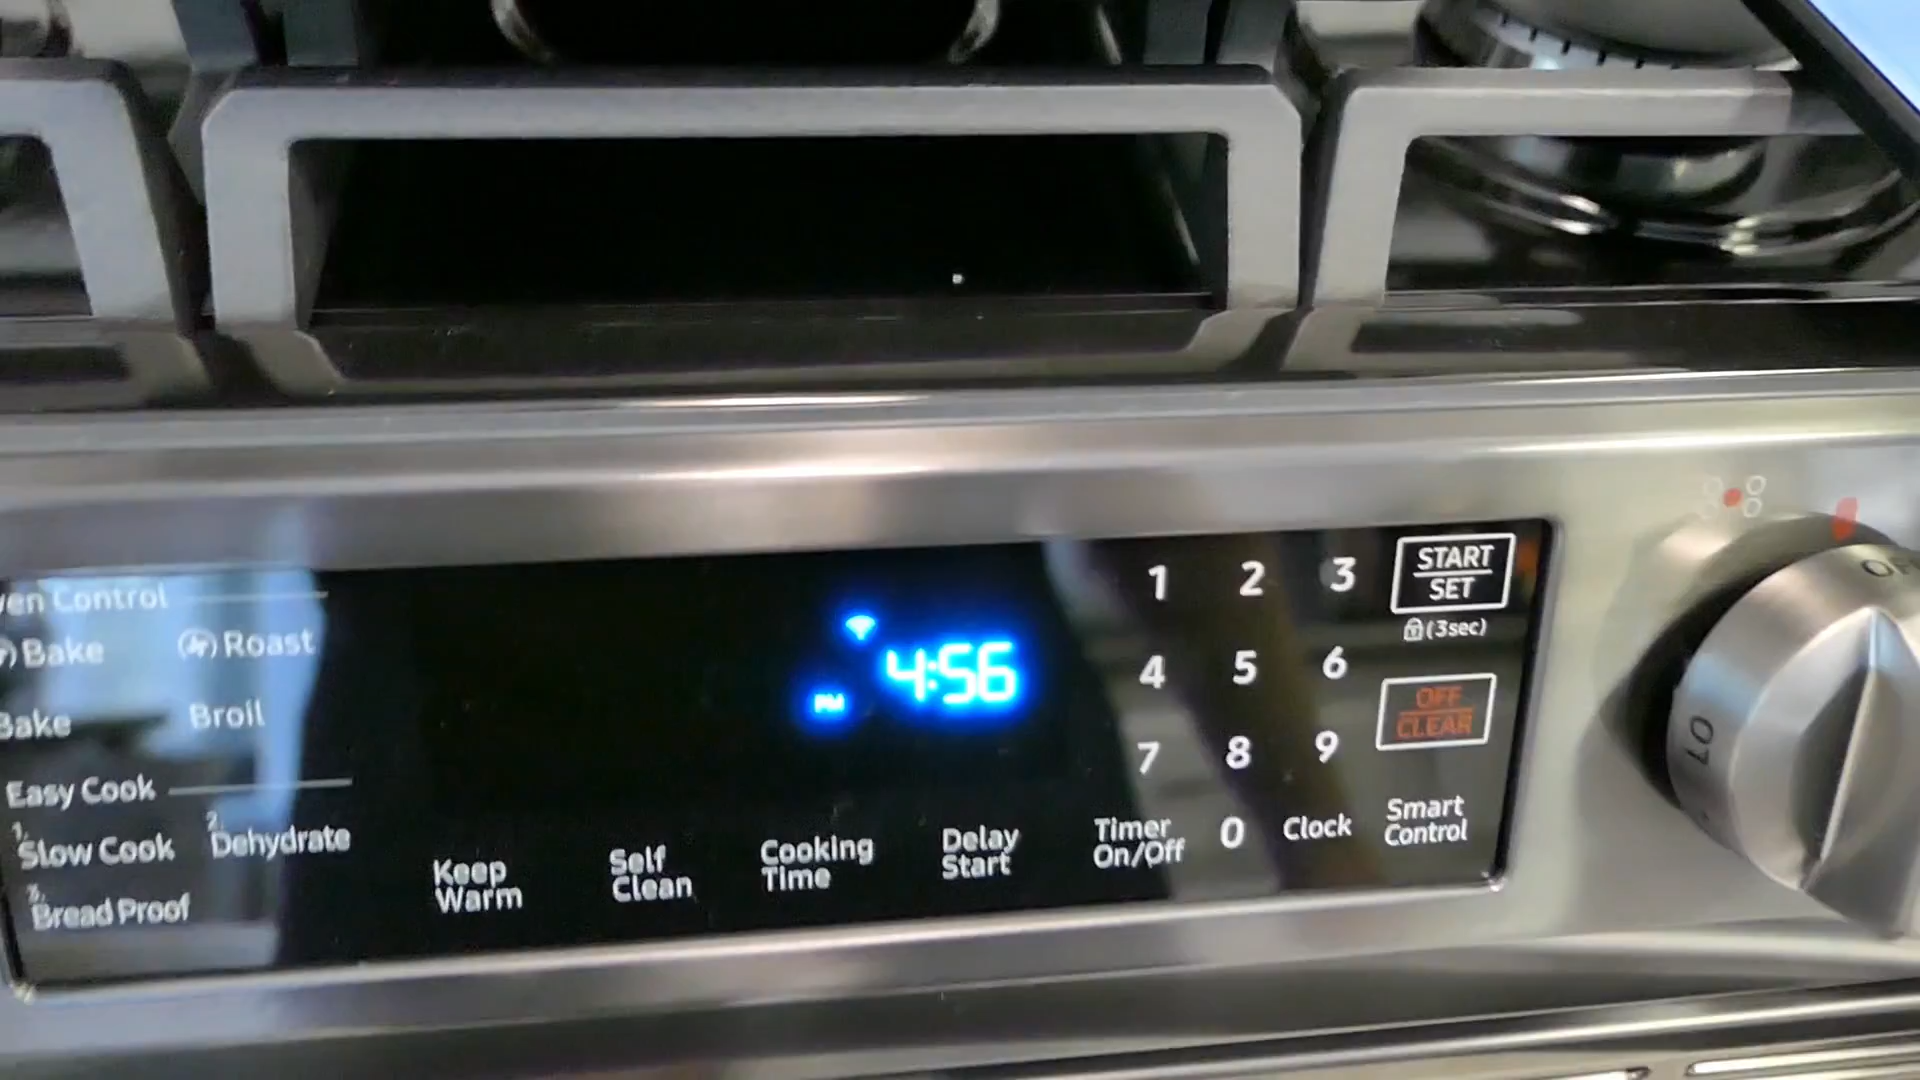 en Control
Bake
Roast
Bake
Broil
Easy Cook
1. Slow Cook
2. Dehydrate
3. Bread Proof
Keep
Warm
Self
Clean
Cooking
Time
Delay
Start
PM
4:56
1 2 3
4 5 6
7 8 9
Timer
On/Off
0
Clock
START
SET
(3sec)
OFF
CLEAR
Smart
Control
LO